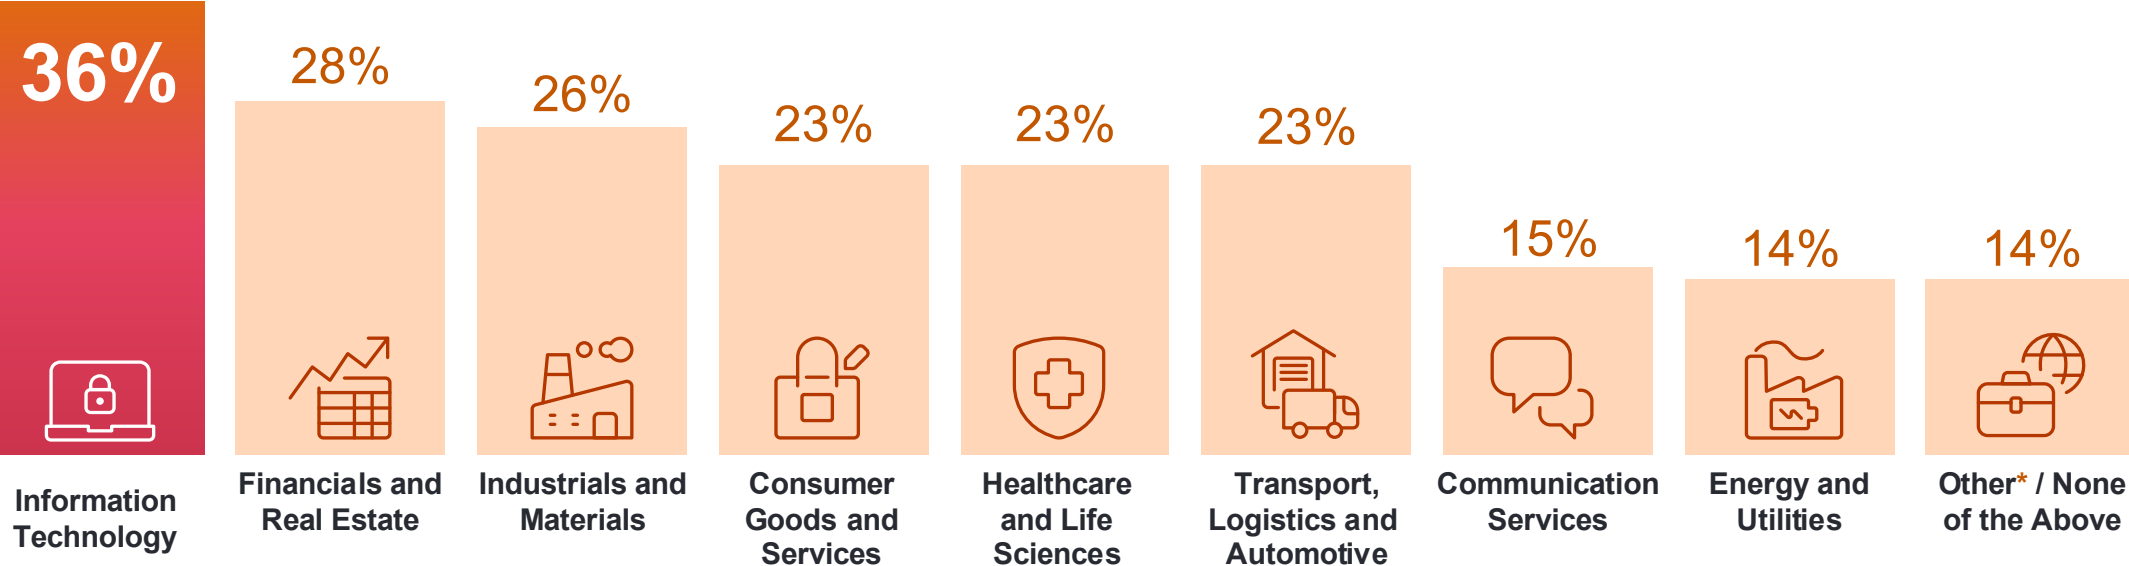 36%
28%
26%
23%
23%
23%
15%
14%
14%
Information
Technology
Financials and
Real Estate
Industrials and
Materials
Consumer
Goods and
Services
Healthcare
and Life
Sciences
Transport,
Logistics and
Automotive
Communication
Services
Energy and
Utilities
Other* / None
of the Above